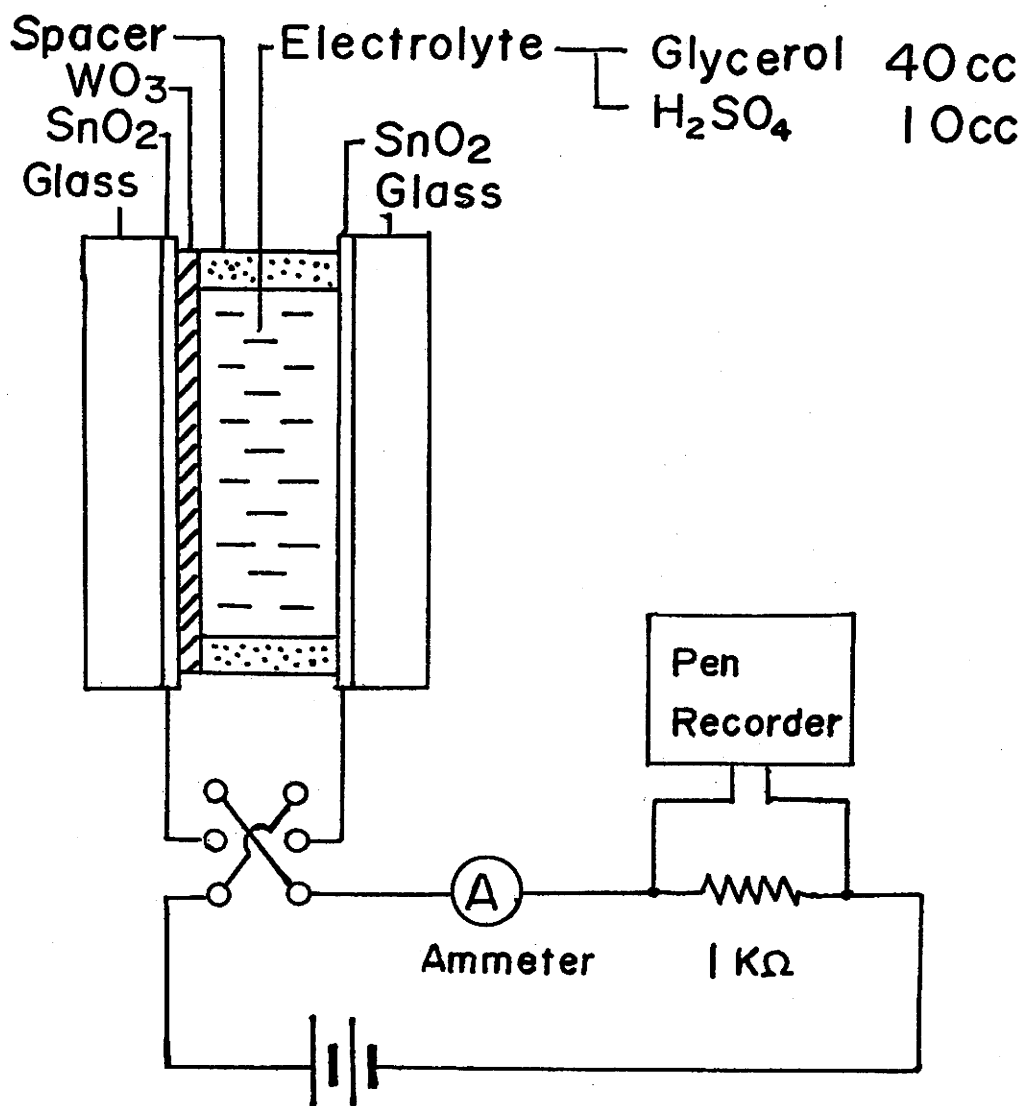 Spacer
Electrolyte
Glycerol 40cc
WO₃
H₂SO₄ 10cc
SnO₂
SnO₂
Glass
Glass
Pen
Recorder
A
Ammeter
1 KΩ